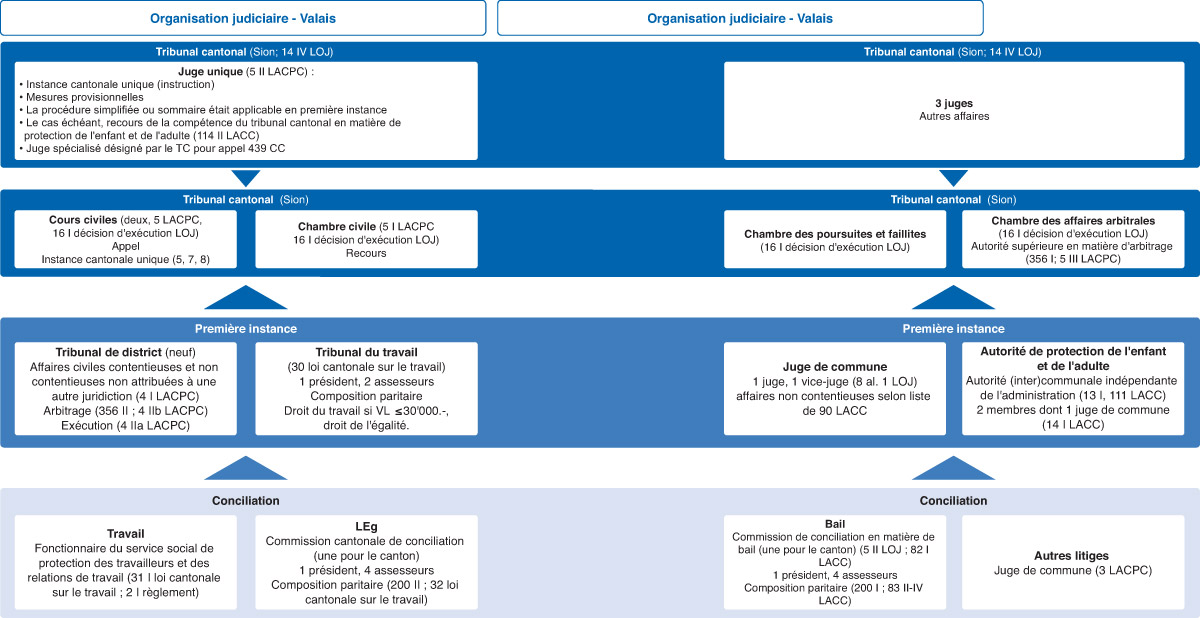 Organisation judiciaire - Valais
Organisation judiciaire - Valais
Tribunal cantonal (Sion; 14 IV LOJ)
Juge unique (5 II LACPC) :
• Instance cantonale unique (instruction)
• Mesures provisionnelles
• La procédure simplifiée ou sommaire était applicable en première instance
• Le cas échéant, recours de la compétence du tribunal cantonal en matière de
protection de l'enfant et de l'adulte (114 II LACC)
• Juge spécialisé désigné par le TC pour appel 439 CC
Tribunal cantonal (Sion; 14 IV LOJ)
3 juges
Autres affaires
Tribunal cantonal (Sion)
Cours civiles (deux, 5 LACPC,
16 I décision d'exécution LOJ)
Appel
Instance cantonale unique (5, 7, 8)
Chambre civile (5 I LACPC
16 I décision d'exécution LOJ)
Recours
Tribunal cantonal (Sion)
Chambre des poursuites et faillites
(16 I décision d'exécution LOJ)
Chambre des affaires arbitrales
(16 I décision d'exécution LOJ)
Autorité supérieure en matière d'arbitrage
(356 I; 5 III LACPC)
Première instance
Tribunal de district (neuf)
Affaires civiles contentieuses et non
contentieuses non attribuées à une
autre juridiction (4 I LACPC)
Arbitrage (356 II ; 4 IIb LACPC)
Exécution (4 IIa LACPC)
Tribunal du travail
(30 loi cantonale sur le travail)
1 président, 2 assesseurs
Composition paritaire
Droit du travail si VL ≤30'000.-,
droit de l'égalité.
Première instance
Juge de commune
1 juge, 1 vice-juge (8 al. 1 LOJ)
affaires non contentieuses selon liste
de 90 LACC
Autorité de protection de l'enfant
et de l'adulte
Autorité (inter)communale indépendante
de l'administration (13 I, 111 LACC)
2 membres dont 1 juge de commune
(14 I LACC)
Conciliation
Travail
Fonctionnaire du service social de
protection des travailleurs et des
relations de travail (31 I loi cantonale
sur le travail ; 2 I règlement)
LEg
Commission cantonale de conciliation
(une pour le canton)
1 président, 4 assesseurs
Composition paritaire (200 II ; 32 loi
cantonale sur le travail)
Conciliation
Bail
Commission de conciliation en matière de
bail (une pour le canton) (5 II LOJ ; 82 I
LACC)
1 président, 4 assesseurs
Composition paritaire (200 I ; 83 II-IV
LACC)
Autres litiges
Juge de commune (3 LACPC)